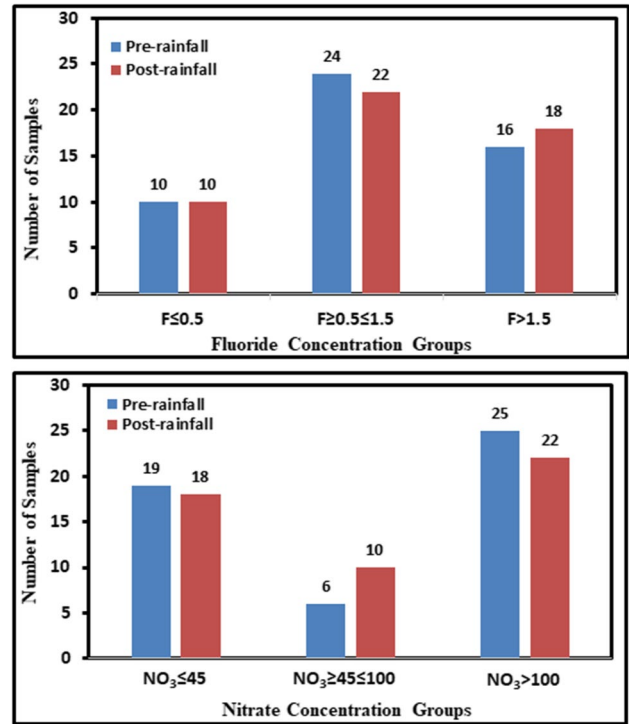 30
25
20
15
10
5
0
Number of Samples
Pre-rainfall
Post-rainfall
10 10
24
22
16
18
F≤0.5 F≥0.5≤1.5 F>1.5
Fluoride Concentration Groups
30
25
20
15
10
5
0
Number of Samples
Pre-rainfall
Post-rainfall
19
18
6
10
25
22
NO₃≤45 NO₃≥45≤100 NO₃>100
Nitrate Concentration Groups